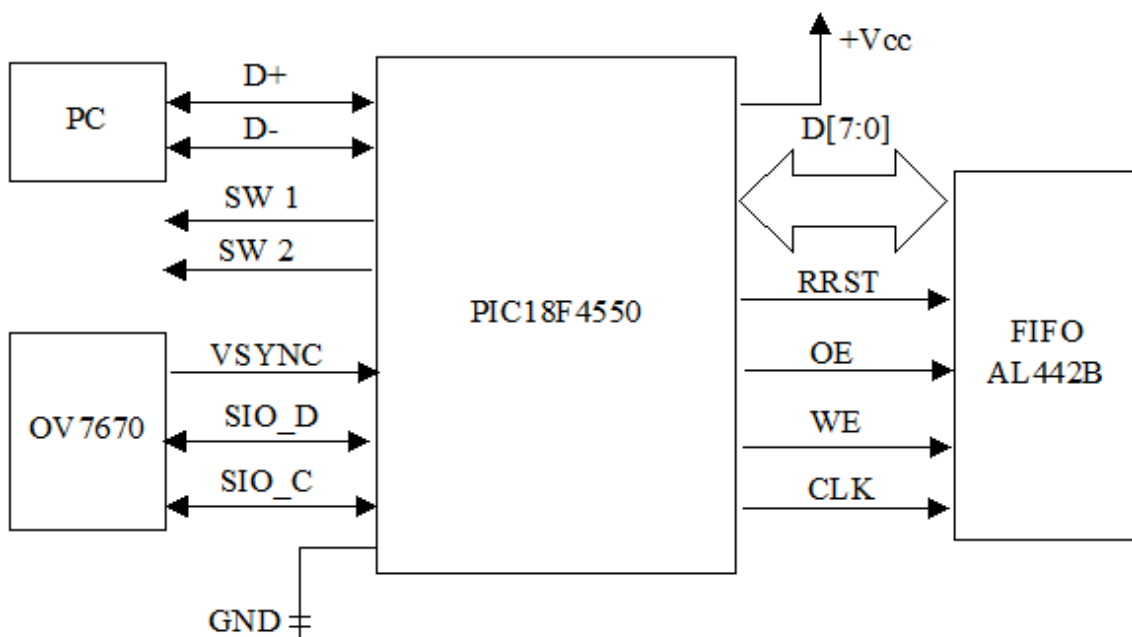 +Vcc
PC
D+
D-
D[7:0]
SW 1
SW 2
PIC18F4550
RRST
FIFO
AL442B
OE
WE
CLK
OV7670
VSYNC
SIO_D
SIO_C
GND